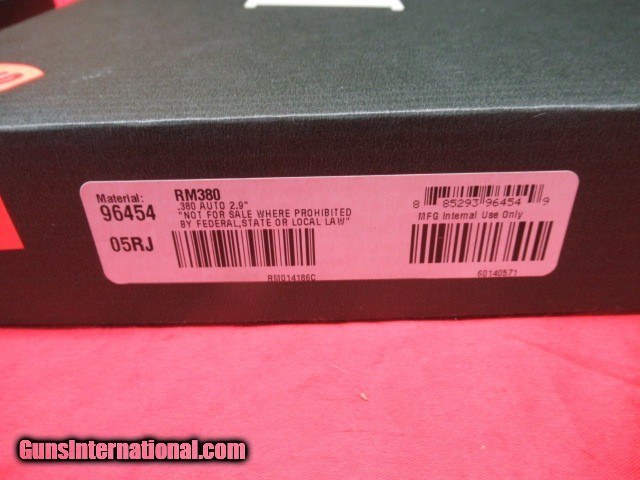 Material:
96454
05RJ
RM380
.380 AUTO 2.9"
"NOT FOR SALE WHERE PROHIBITED
BY FEDERAL,STATE OR LOCAL LAW"
RM014186C
8 85293 96454 9
MFG Internal Use Only
60140571
GunsInternational.com